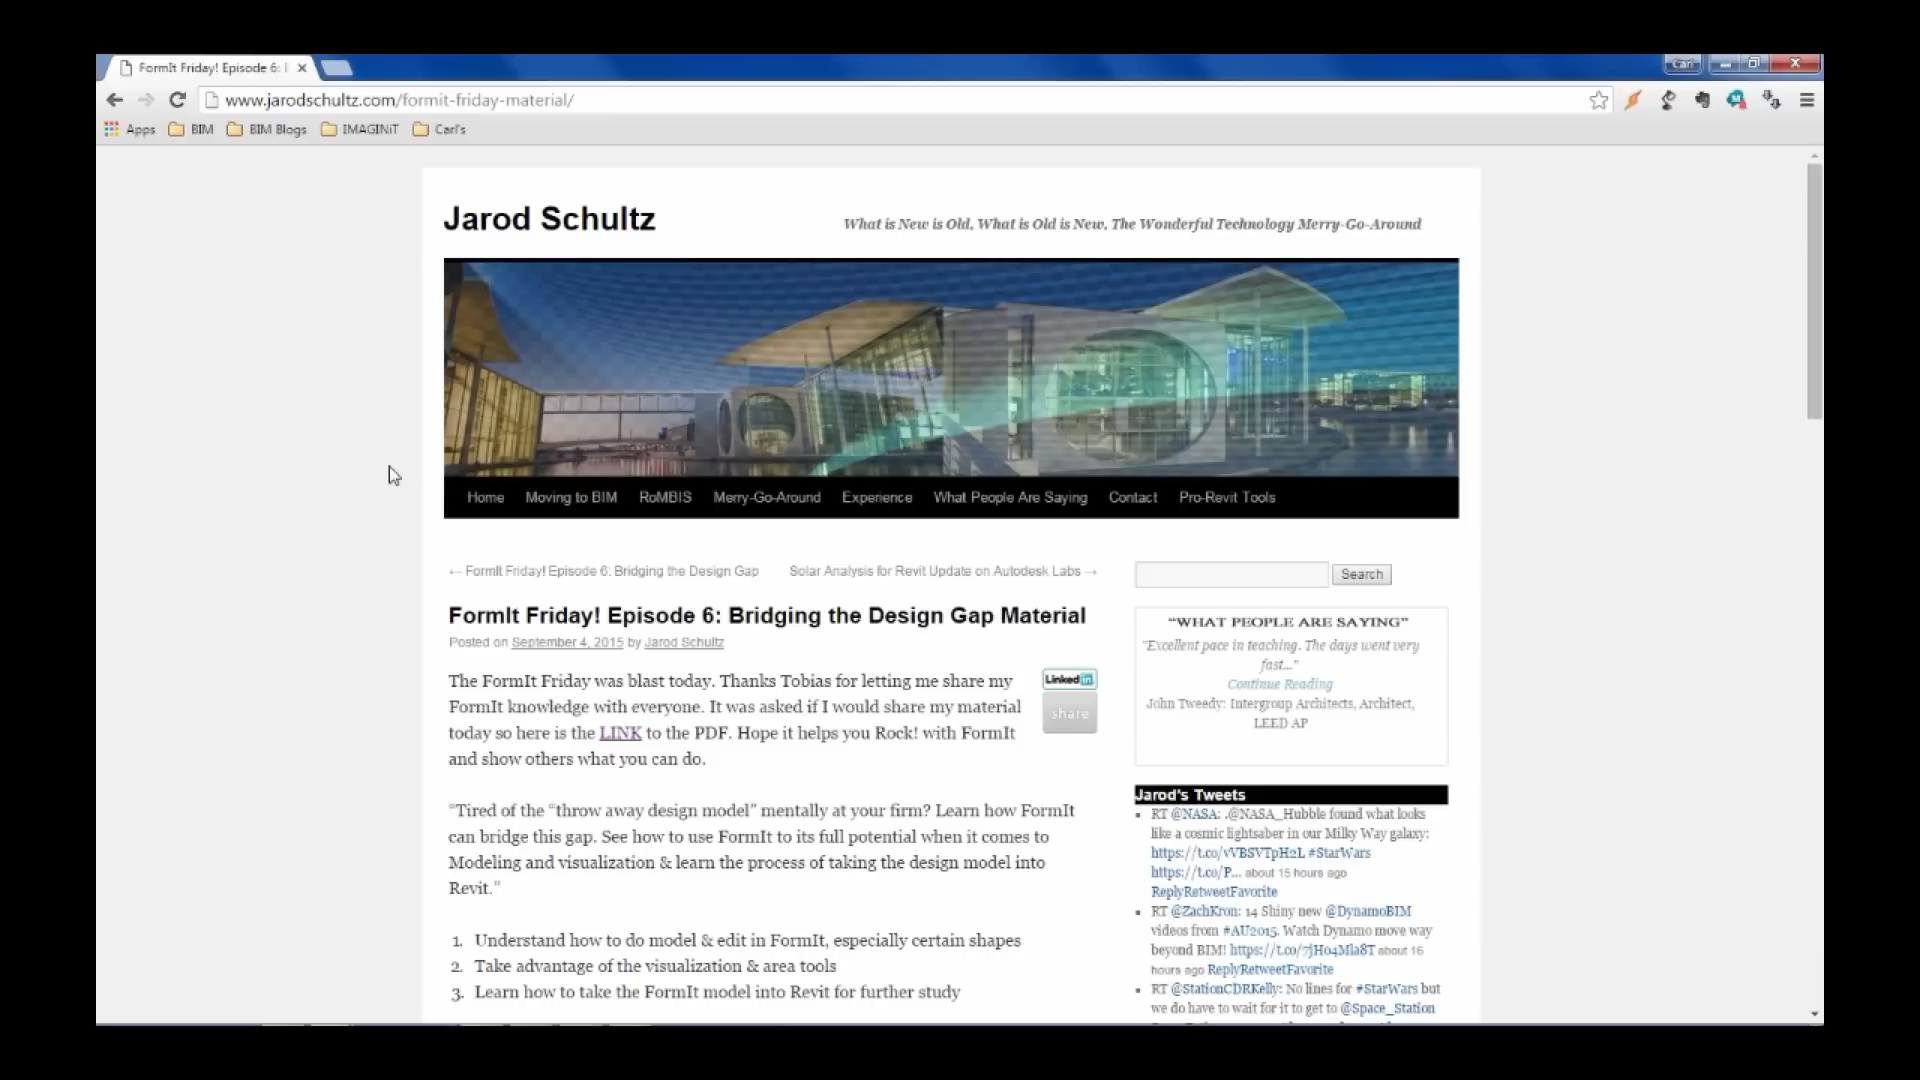 FormIt Friday! Episode 6:
Carl
www.jarodschultz.com/formit-friday-material/
Apps BIM BIM Blogs IMAGINiT Carl's
Jarod Schultz
What is New is Old, What is Old is New, The Wonderful Technology Merry-Go-Around
Home Moving to BIM RoMBIS Merry-Go-Around Experience What People Are Saying Contact Pro-Revit Tools
← FormIt Friday! Episode 6: Bridging the Design Gap Solar Analysis for Revit Update on Autodesk Labs →
FormIt Friday! Episode 6: Bridging the Design Gap Material
Posted on September 4, 2015 by Jarod Schultz
The FormIt Friday was blast today. Thanks Tobias for letting me share my
FormIt knowledge with everyone. It was asked if I would share my material
today so here is the LINK to the PDF. Hope it helps you Rock! with FormIt
and show others what you can do.
Linked in
share
“Tired of the “throw away design model” mentally at your firm? Learn how FormIt
can bridge this gap. See how to use FormIt to its full potential when it comes to
Modeling and visualization & learn the process of taking the design model into
Revit.”
1. Understand how to do model & edit in FormIt, especially certain shapes
2. Take advantage of the visualization & area tools
3. Learn how to take the FormIt model into Revit for further study
Search
“WHAT PEOPLE ARE SAYING”
“Excellent pace in teaching. The days went very
fast...”
Continue Reading
John Tweedy: Intergroup Architects, Architect,
LEED AP
Jarod's Tweets
RT @NASA: .@NASA_Hubble found what looks
like a cosmic lightsaber in our Milky Way galaxy:
https://t.co/vVBSVTpH2L #StarWars
https://t.co/P... about 15 hours ago
ReplyRetweetFavorite
RT @ZachKron: 14 Shiny new @DynamoBIM
videos from #AU2015. Watch Dynamo move way
beyond BIM! https://t.co/7jH04Mla8T about 16
hours ago ReplyRetweetFavorite
RT @StationCDRKelly: No lines for #StarWars but
we do have to wait for it to get to @Space_Station